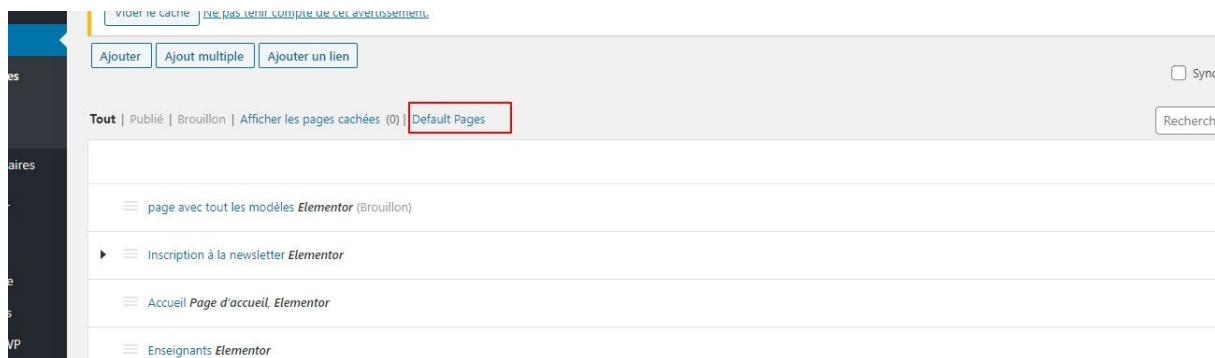 Vider le cache Ne pas tenir compte de cet avertissement.
Ajouter Ajout multiple Ajouter un lien
es
Sync
Tout | Publié | Brouillon | Afficher les pages cachées (0) | Default Pages
Recherch
aires
page avec tout les modèles Elementor (Brouillon)
Inscription à la newsletter Elementor
e
Accueil Page d'accueil, Elementor
s
VP
Enseignants Elementor